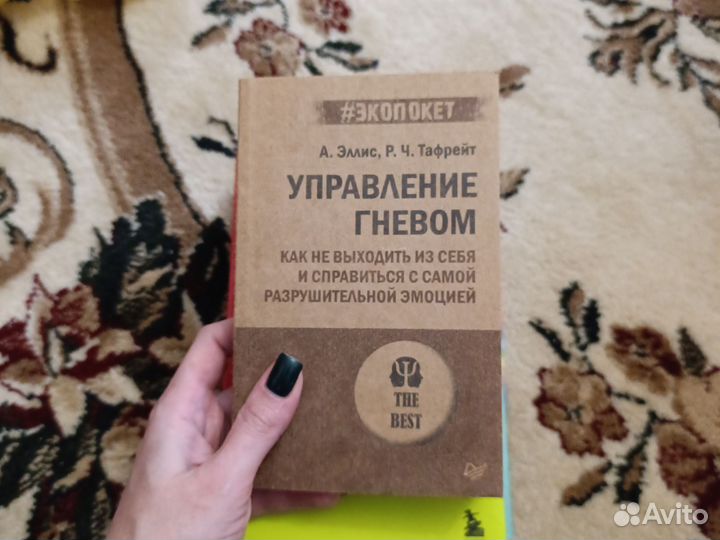 #ЭКОПОКЕТ
А. Эллис, Р. Ч. Тафрейт
УПРАВЛЕНИЕ
ГНЕВОМ
КАК НЕ ВЫХОДИТЬ ИЗ СЕБЯ
И СПРАВИТЬСЯ С САМОЙ
РАЗРУШИТЕЛЬНОЙ ЭМОЦИЕЙ
Ψ
THE
BEST
Avito